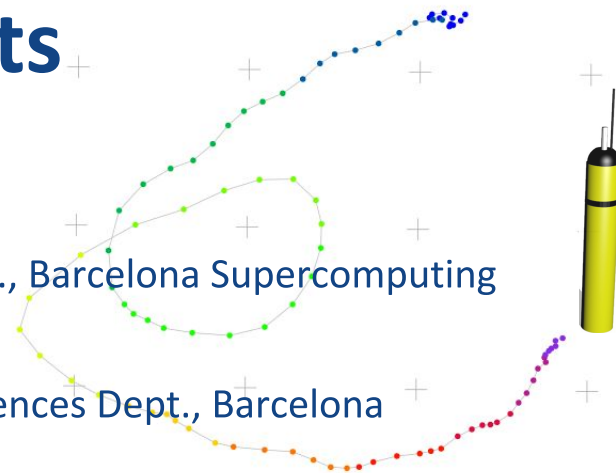 ts
., Barcelona Supercomputing
ences Dept., Barcelona